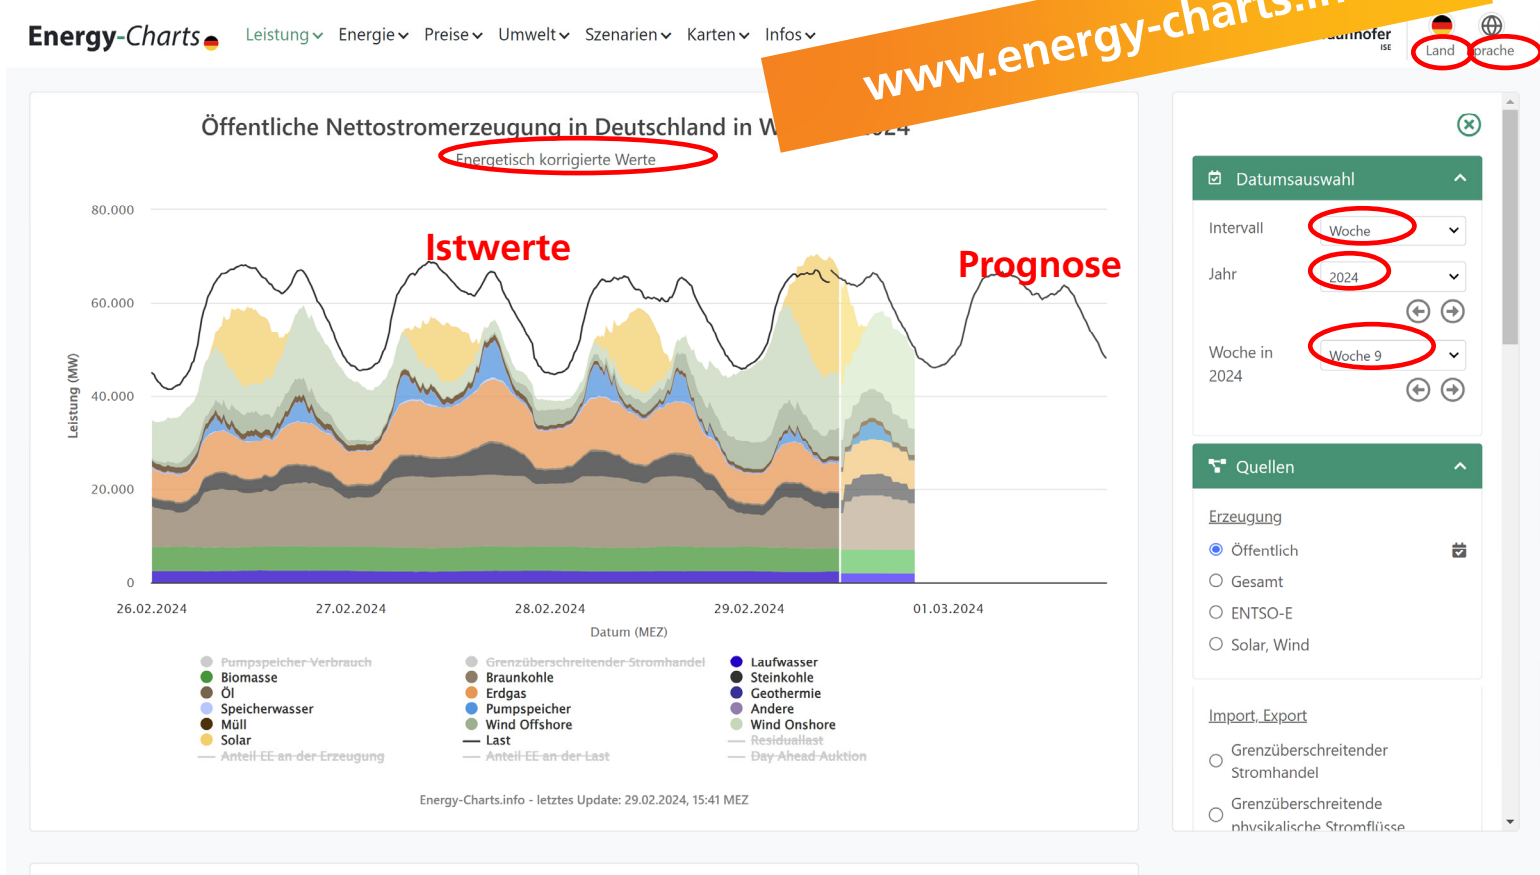 Energy-Charts
Leistung Energie Preise Umwelt Szenarien Karten Infos
www.energy-charts.in
ISE
Land
prache
Öffentliche Nettostromerzeugung in Deutschland in W
Energetisch korrigierte Werte
Istwerte
Prognose
Leistung (MW)
80.000
60.000
40.000
20.000
0
26.02.2024 27.02.2024 28.02.2024 29.02.2024 01.03.2024
Datum (MEZ)
Pumpspeicher Verbrauch Grenzüberschreitender Stromhandel Laufwasser
Biomasse Braunkohle Steinkohle
Öl Erdgas Geothermie
Speicherwasser Pumpspeicher Andere
Müll Wind Offshore Wind Onshore
Solar Last Residuallast
Anteil EE an der Erzeugung Anteil EE an der Last Day Ahead Auktion
Energy-Charts.info - letztes Update: 29.02.2024, 15:41 MEZ
Datumsauswahl
Intervall Woche
Jahr 2024
Woche in
2024
Woche 9
Quellen
Erzeugung
Öffentlich
Gesamt
ENTSO-E
Solar, Wind
Import, Export
Grenzüberschreitender
Stromhandel
Grenzüberschreitende
physikalische Stromflüsse